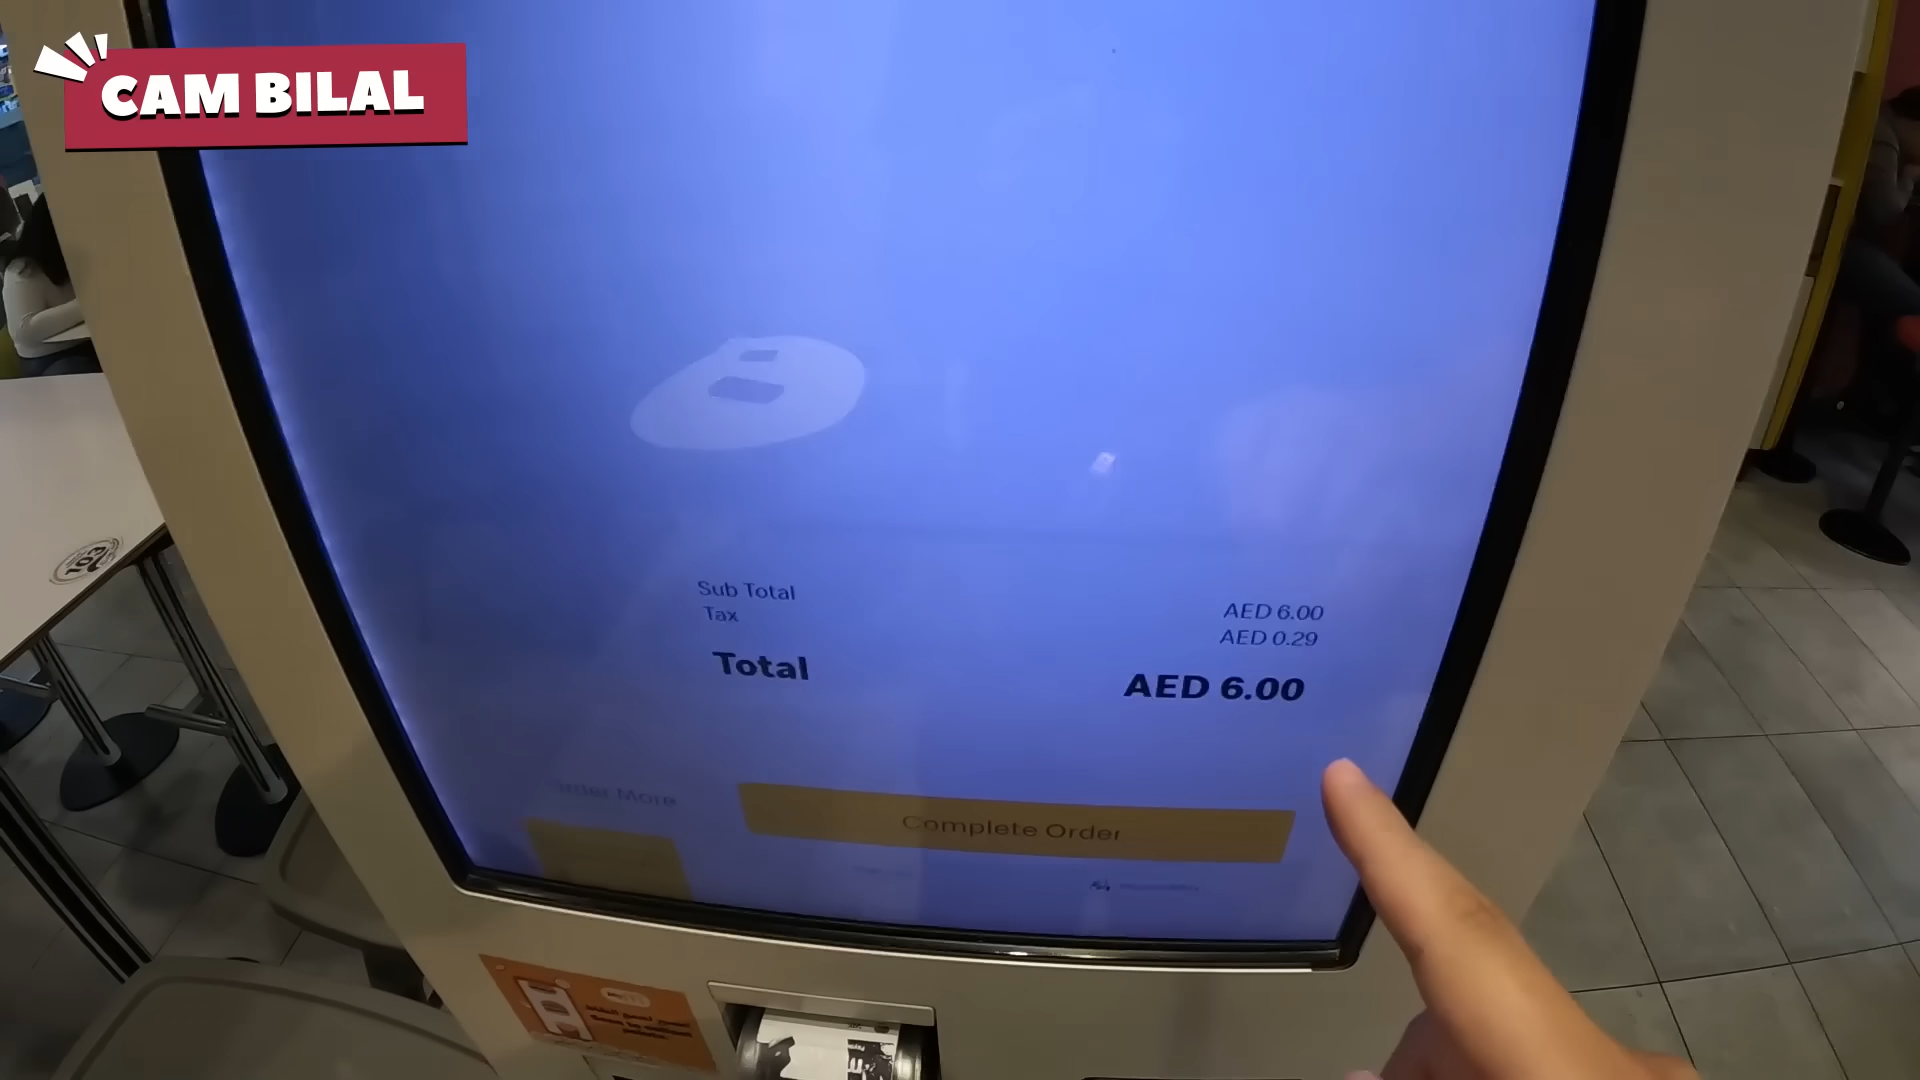 CAM BILAL
Sub Total AED 6.00
Tax AED 0.29
Total AED 6.00
Order More
Complete Order
103